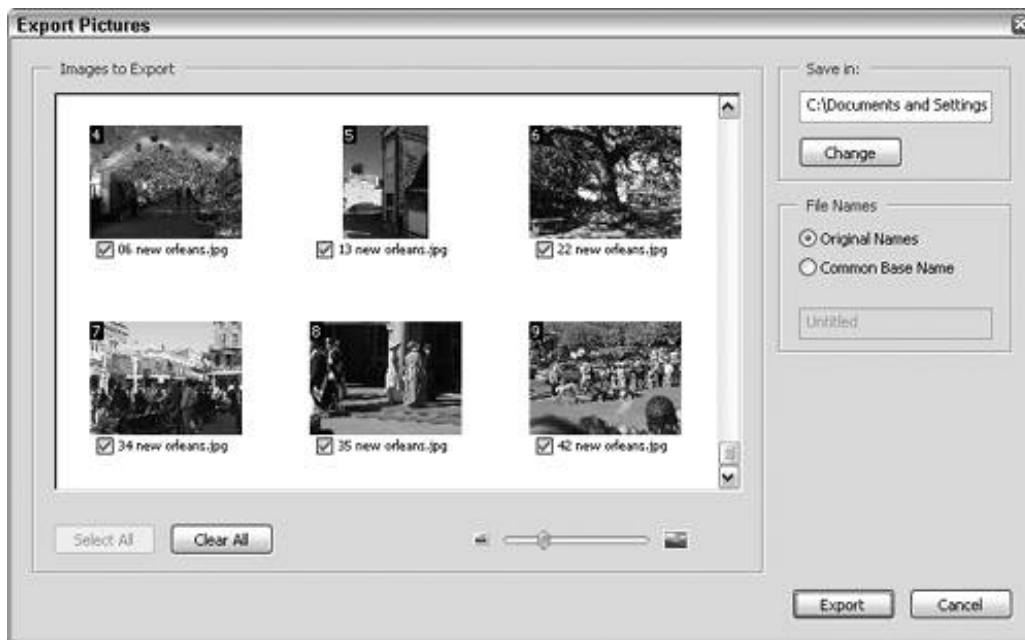 Export Pictures
Images to Export
4
5
6
06 new orleans.jpg
13 new orleans.jpg
22 new orleans.jpg
7
8
9
34 new orleans.jpg
35 new orleans.jpg
42 new orleans.jpg
Select All
Clear All
Save in:
C:\Documents and Settings
Change
File Names
Original Names
Common Base Name
Untitled
Export
Cancel